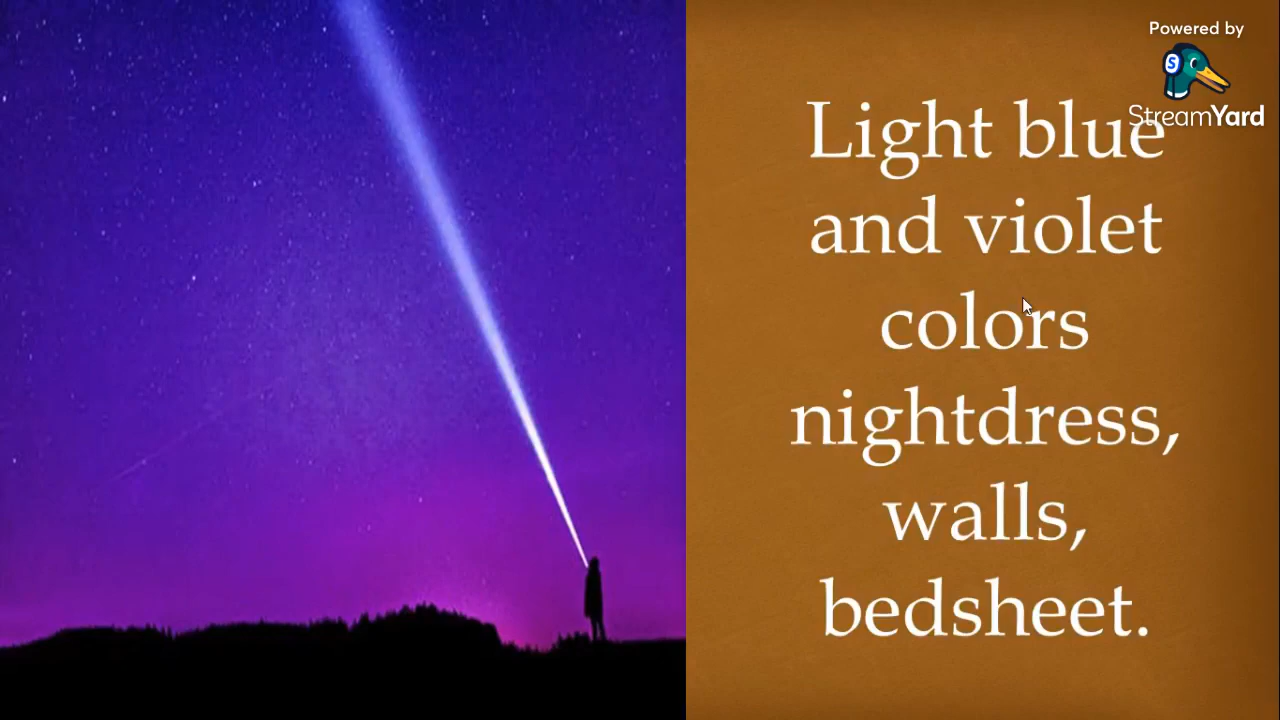 Powered by
StreamYard
Light blue
and violet
colors
nightdress,
walls,
bedsheet.